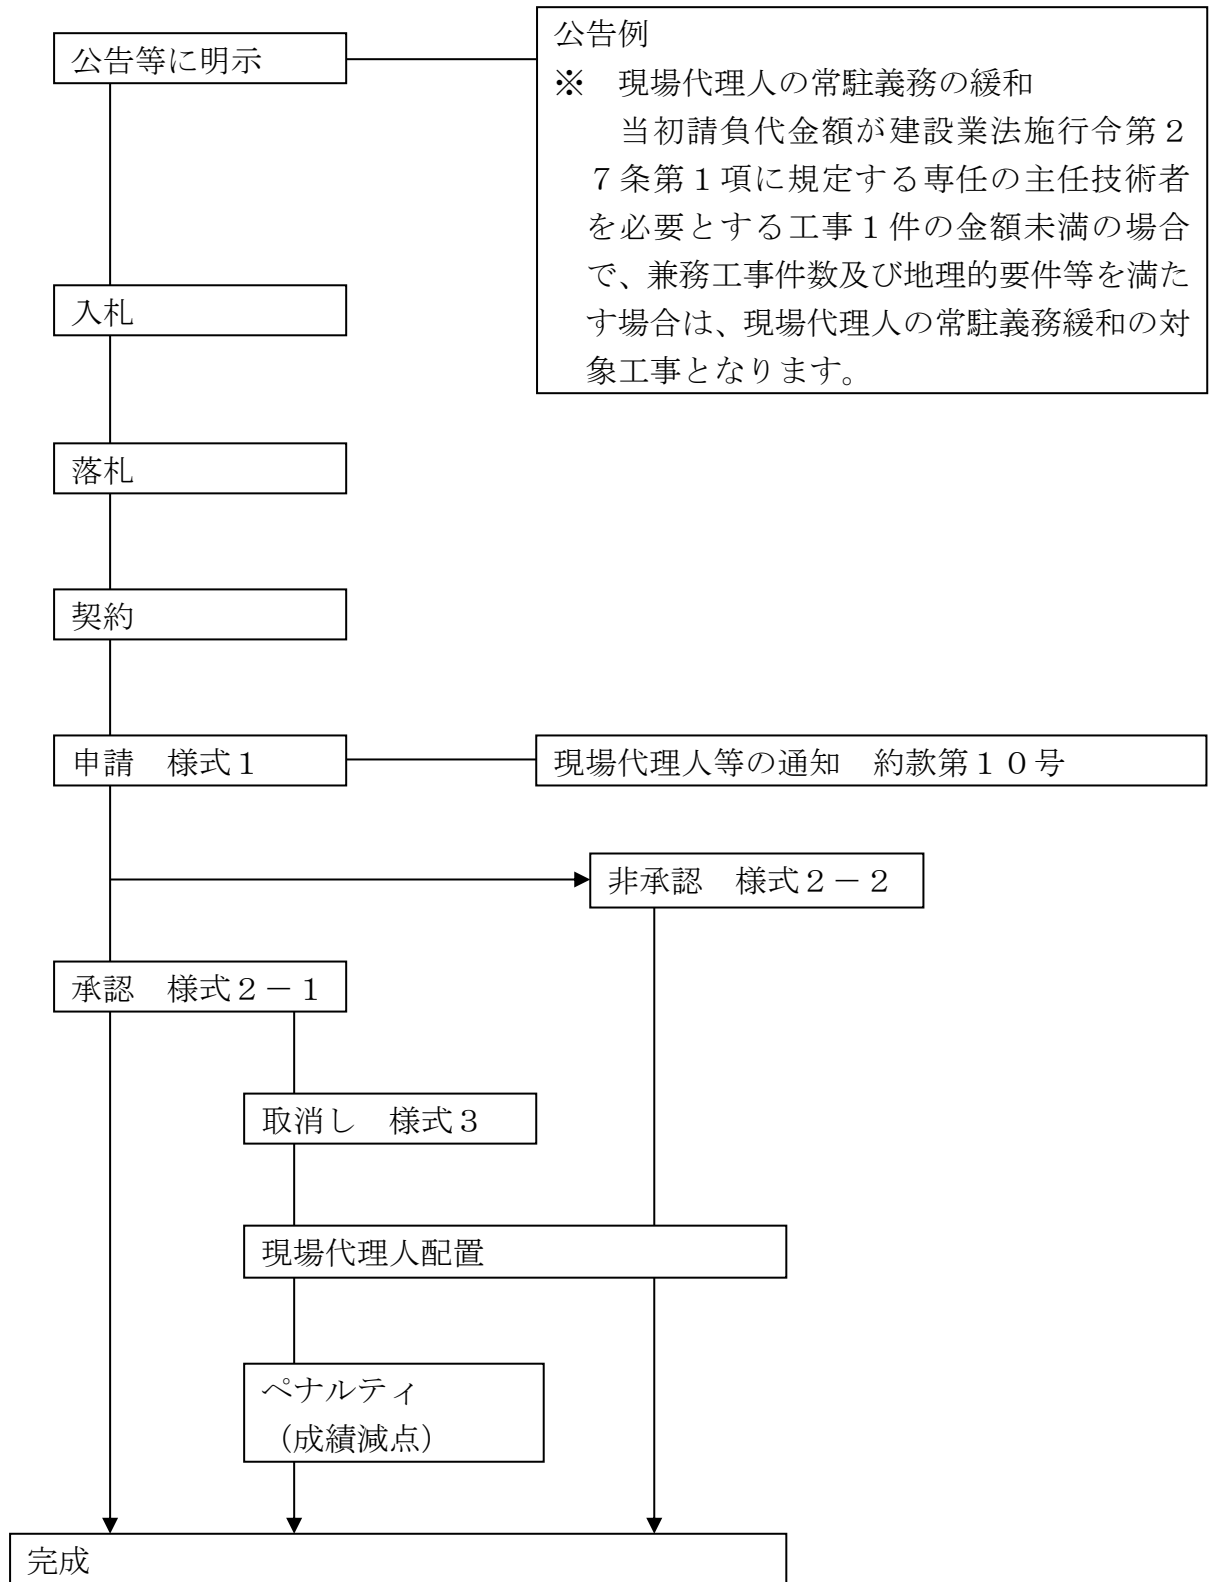 公告等に明示
公告例
※　現場代理人の常駐義務の緩和
当初請負代金額が建設業法施行令第２
７条第１項に規定する専任の主任技術者
を必要とする工事１件の金額未満の場合
で、兼務工事件数及び地理的要件等を満た
す場合は、現場代理人の常駐義務緩和の対
象工事となります。
入札
落札
契約
申請　様式１
現場代理人等の通知　約款第１０号
非承認　様式２－２
承認　様式２－１
取消し　様式３
現場代理人配置
ペナルティ
（成績減点）
完成